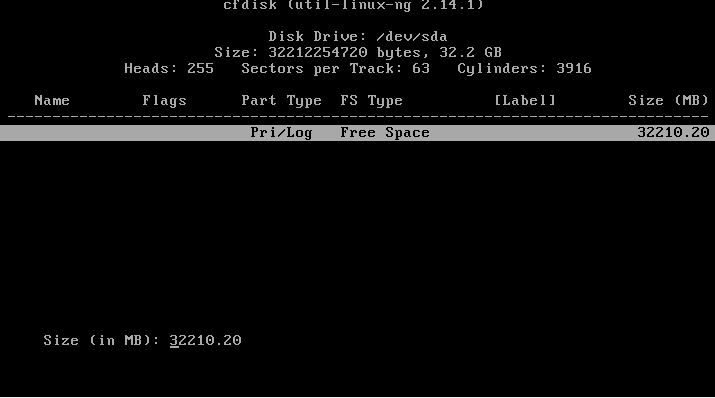 cfdisk (util-linux-ng 2.14.1)
Disk Drive: /dev/sda
Size: 32212254720 bytes, 32.2 GB
Heads: 255 Sectors per Track: 63 Cylinders: 3916
Name Flags Part Type FS Type [Label] Size (MB)
Pri/Log Free Space 32210.20
Size (in MB): 32210.20